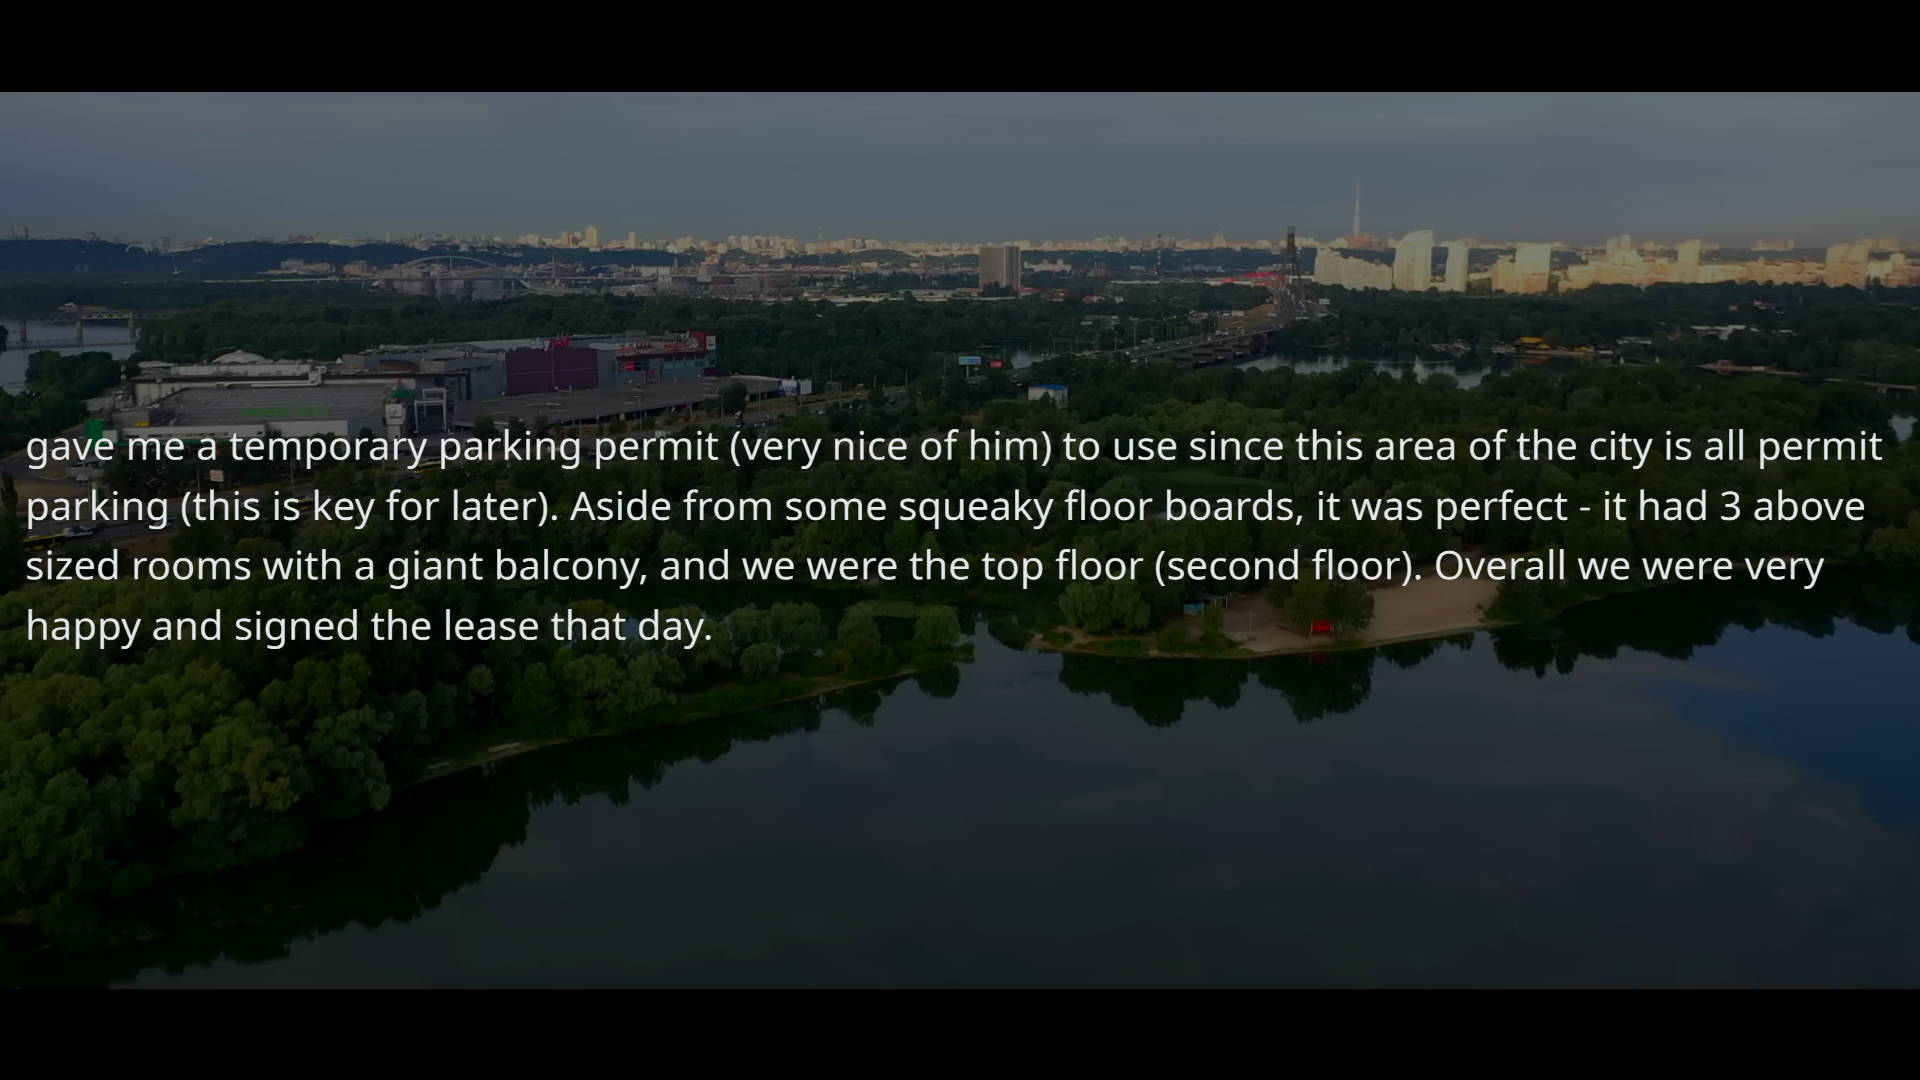 gave me a temporary parking permit (very nice of him) to use since this area of the city is all permit
parking (this is key for later). Aside from some squeaky floor boards, it was perfect - it had 3 above
sized rooms with a giant balcony, and we were the top floor (second floor). Overall we were very
happy and signed the lease that day.